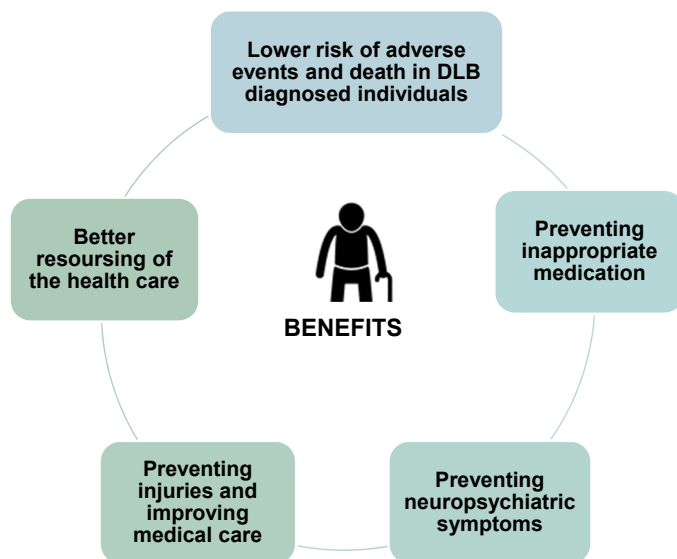 Lower risk of adverse
events and death in DLB
diagnosed individuals
Preventing
inappropriate
medication
Better
resoursing of
the health care
BENEFITS
Preventing
injuries and
improving
medical care
Preventing
neuropsychiatric
symptoms